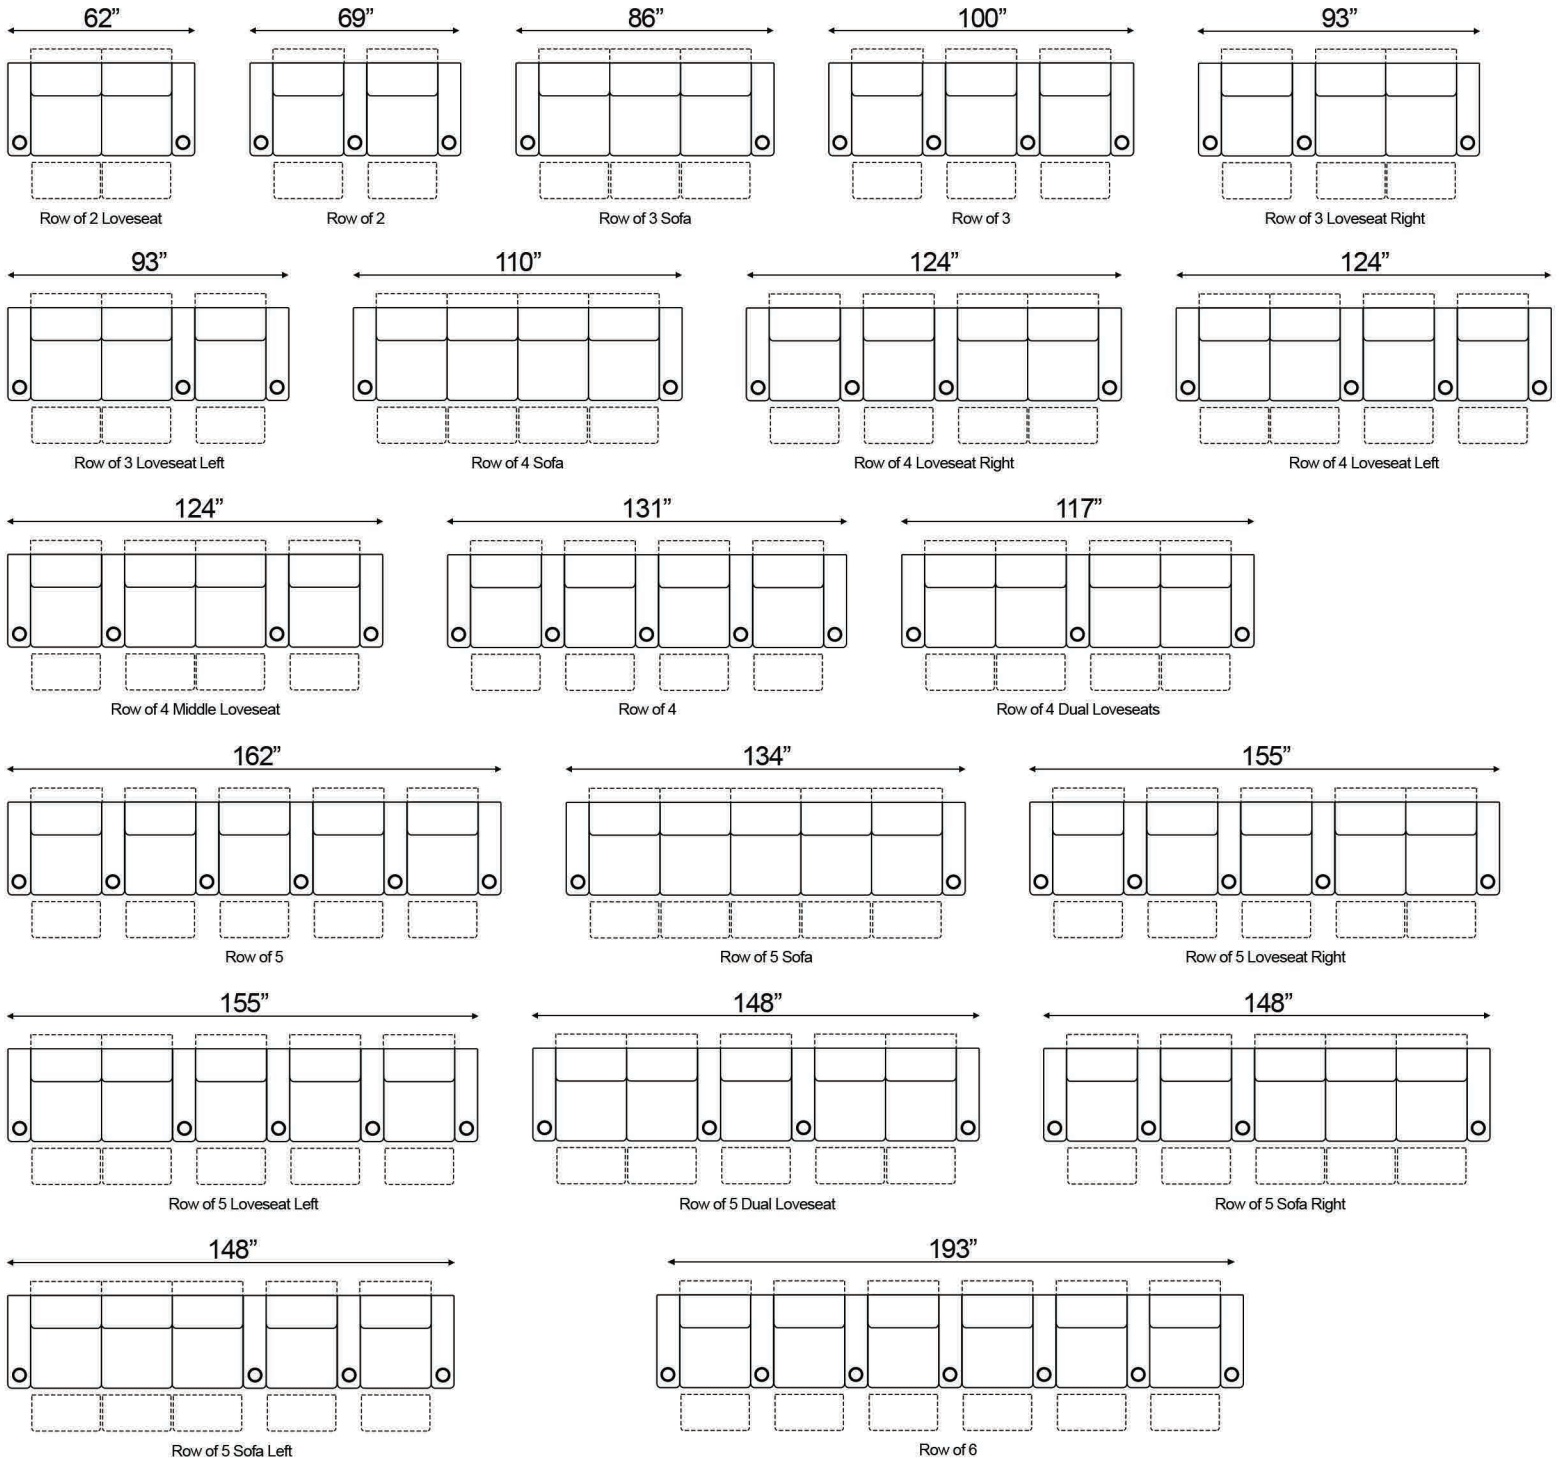 62” 69” 86” 100” 93”
Row of 2 Loveseat Row of 2 Row of 3 Sofa Row of 3 Row of 3 Loveseat Right
93” 110” 124” 124”
Row of 3 Loveseat Left Row of 4 Sofa Row of 4 Loveseat Right Row of 4 Loveseat Left
124” 131” 117”
Row of 4 Middle Loveseat Row of 4 Row of 4 Dual Loveseats
162” 134” 155”
Row of 5 Row of 5 Sofa Row of 5 Loveseat Right
155” 148” 148”
Row of 5 Loveseat Left Row of 5 Dual Loveseat Row of 5 Sofa Right
148” 193”
Row of 5 Sofa Left Row of 6